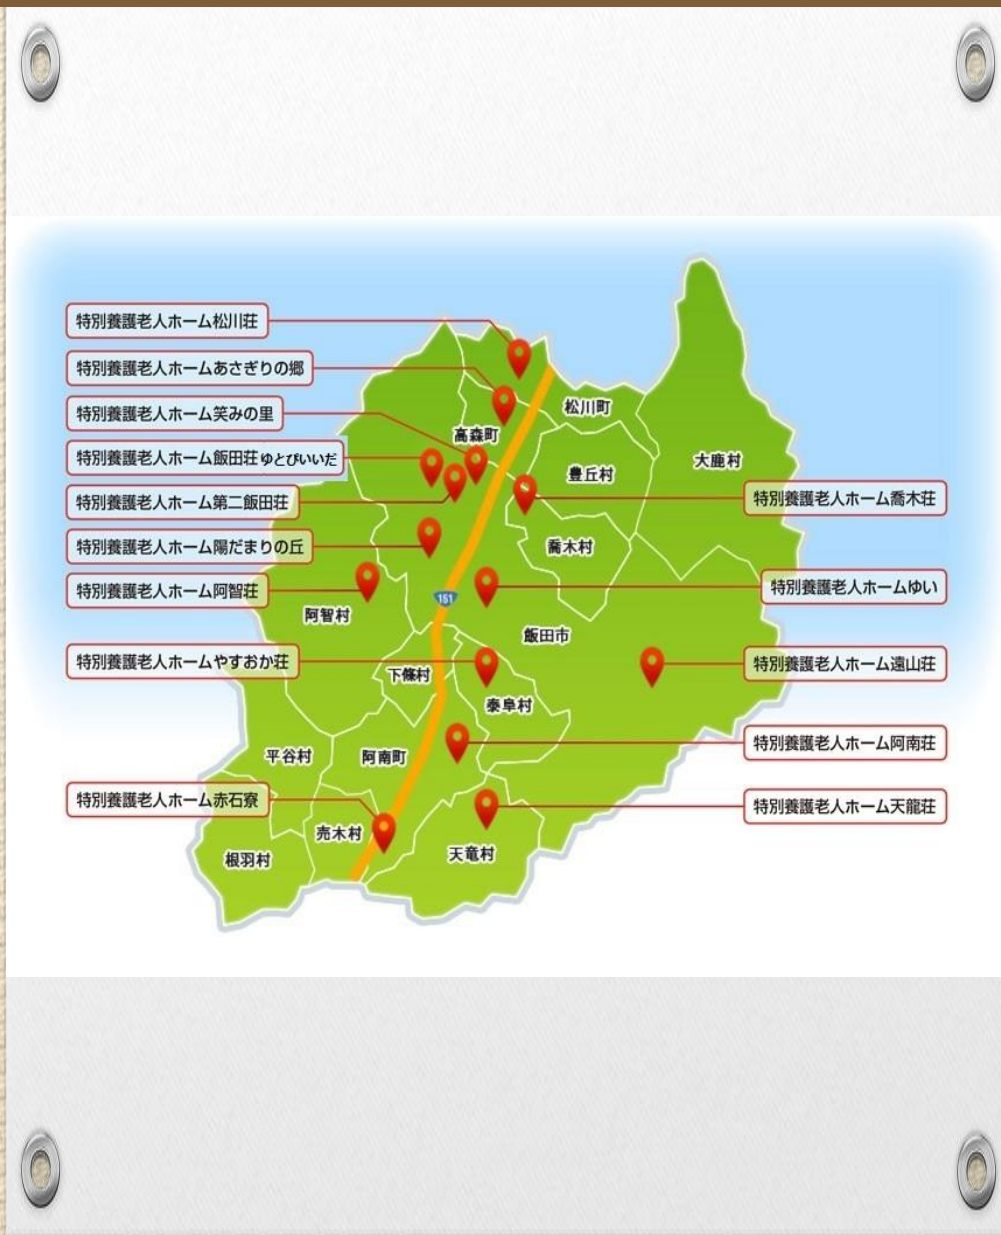 特別養護老人ホーム松川荘
特別養護老人ホームあさぎりの郷
特別養護老人ホーム笑みの里
特別養護老人ホーム飯田荘ゆとぴいいだ
特別養護老人ホーム第二飯田荘
特別養護老人ホーム陽だまりの丘
特別養護老人ホーム阿智荘
特別養護老人ホームやすおか荘
特別養護老人ホーム赤石寮
松川町
高森町
豊丘村
大鹿村
喬木村
151
阿智村
飯田市
下條村
泰阜村
平谷村
阿南町
売木村
天竜村
根羽村
特別養護老人ホーム喬木荘
特別養護老人ホームゆい
特別養護老人ホーム遠山荘
特別養護老人ホーム阿南荘
特別養護老人ホーム天龍荘